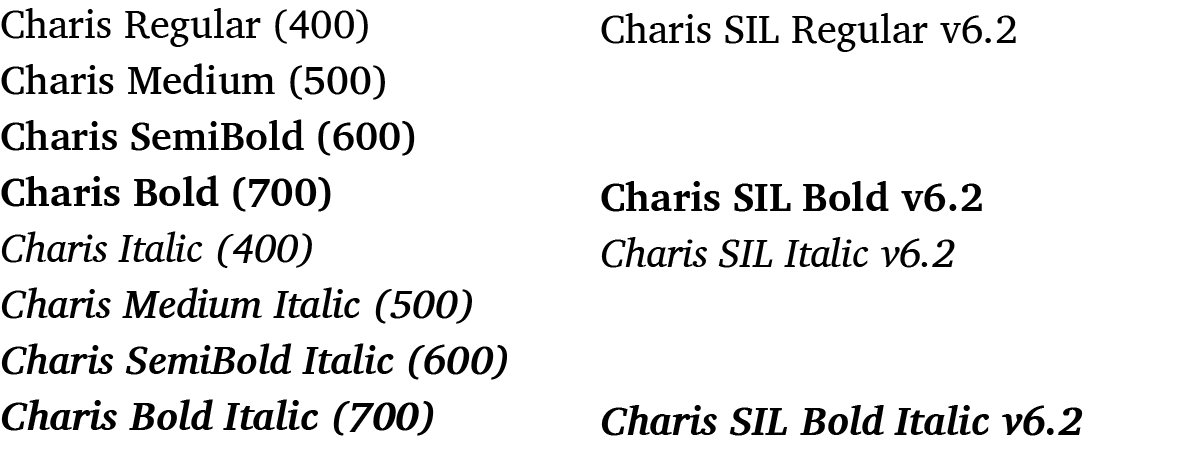 Charis Regular (400)
Charis Medium (500)
Charis SemiBold (600)
Charis Bold (700)
Charis Italic (400)
Charis Medium Italic (500)
Charis SemiBold Italic (600)
Charis Bold Italic (700)
Charis SIL Regular v6.2
Charis SIL Bold v6.2
Charis SIL Italic v6.2
Charis SIL Bold Italic v6.2